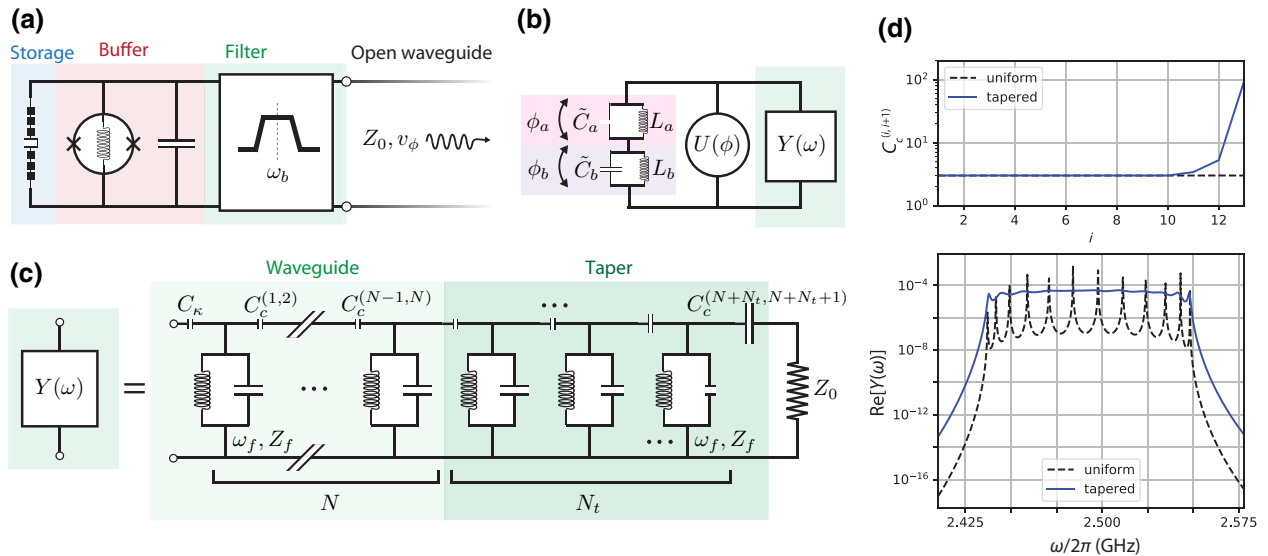 (a)
Storage Buffer Filter Open waveguide
Z_0, v_ϕ
ω_b
(b)
ϕ_a C̃_a L_a
ϕ_b C̃_b L_b
U(ϕ) Y(ω)
(c)
Waveguide Taper
C_κ C_c^{(1,2)} C_c^{(N−1,N)} ... C_c^{(N+N_t,N+N_t+1)}
Y(ω) = ... Z_0
ω_f, Z_f ... ω_f, Z_f
N N_t
(d)
uniform
tapered
C_c^{(i,i+1)}
10^2
10^1
10^0
2 4 6 8 10 12
i
Re[Y(ω)]
10^{−4}
10^{−8}
10^{−12}
10^{−16}
uniform
tapered
2.425 2.500 2.575
ω/2π (GHz)